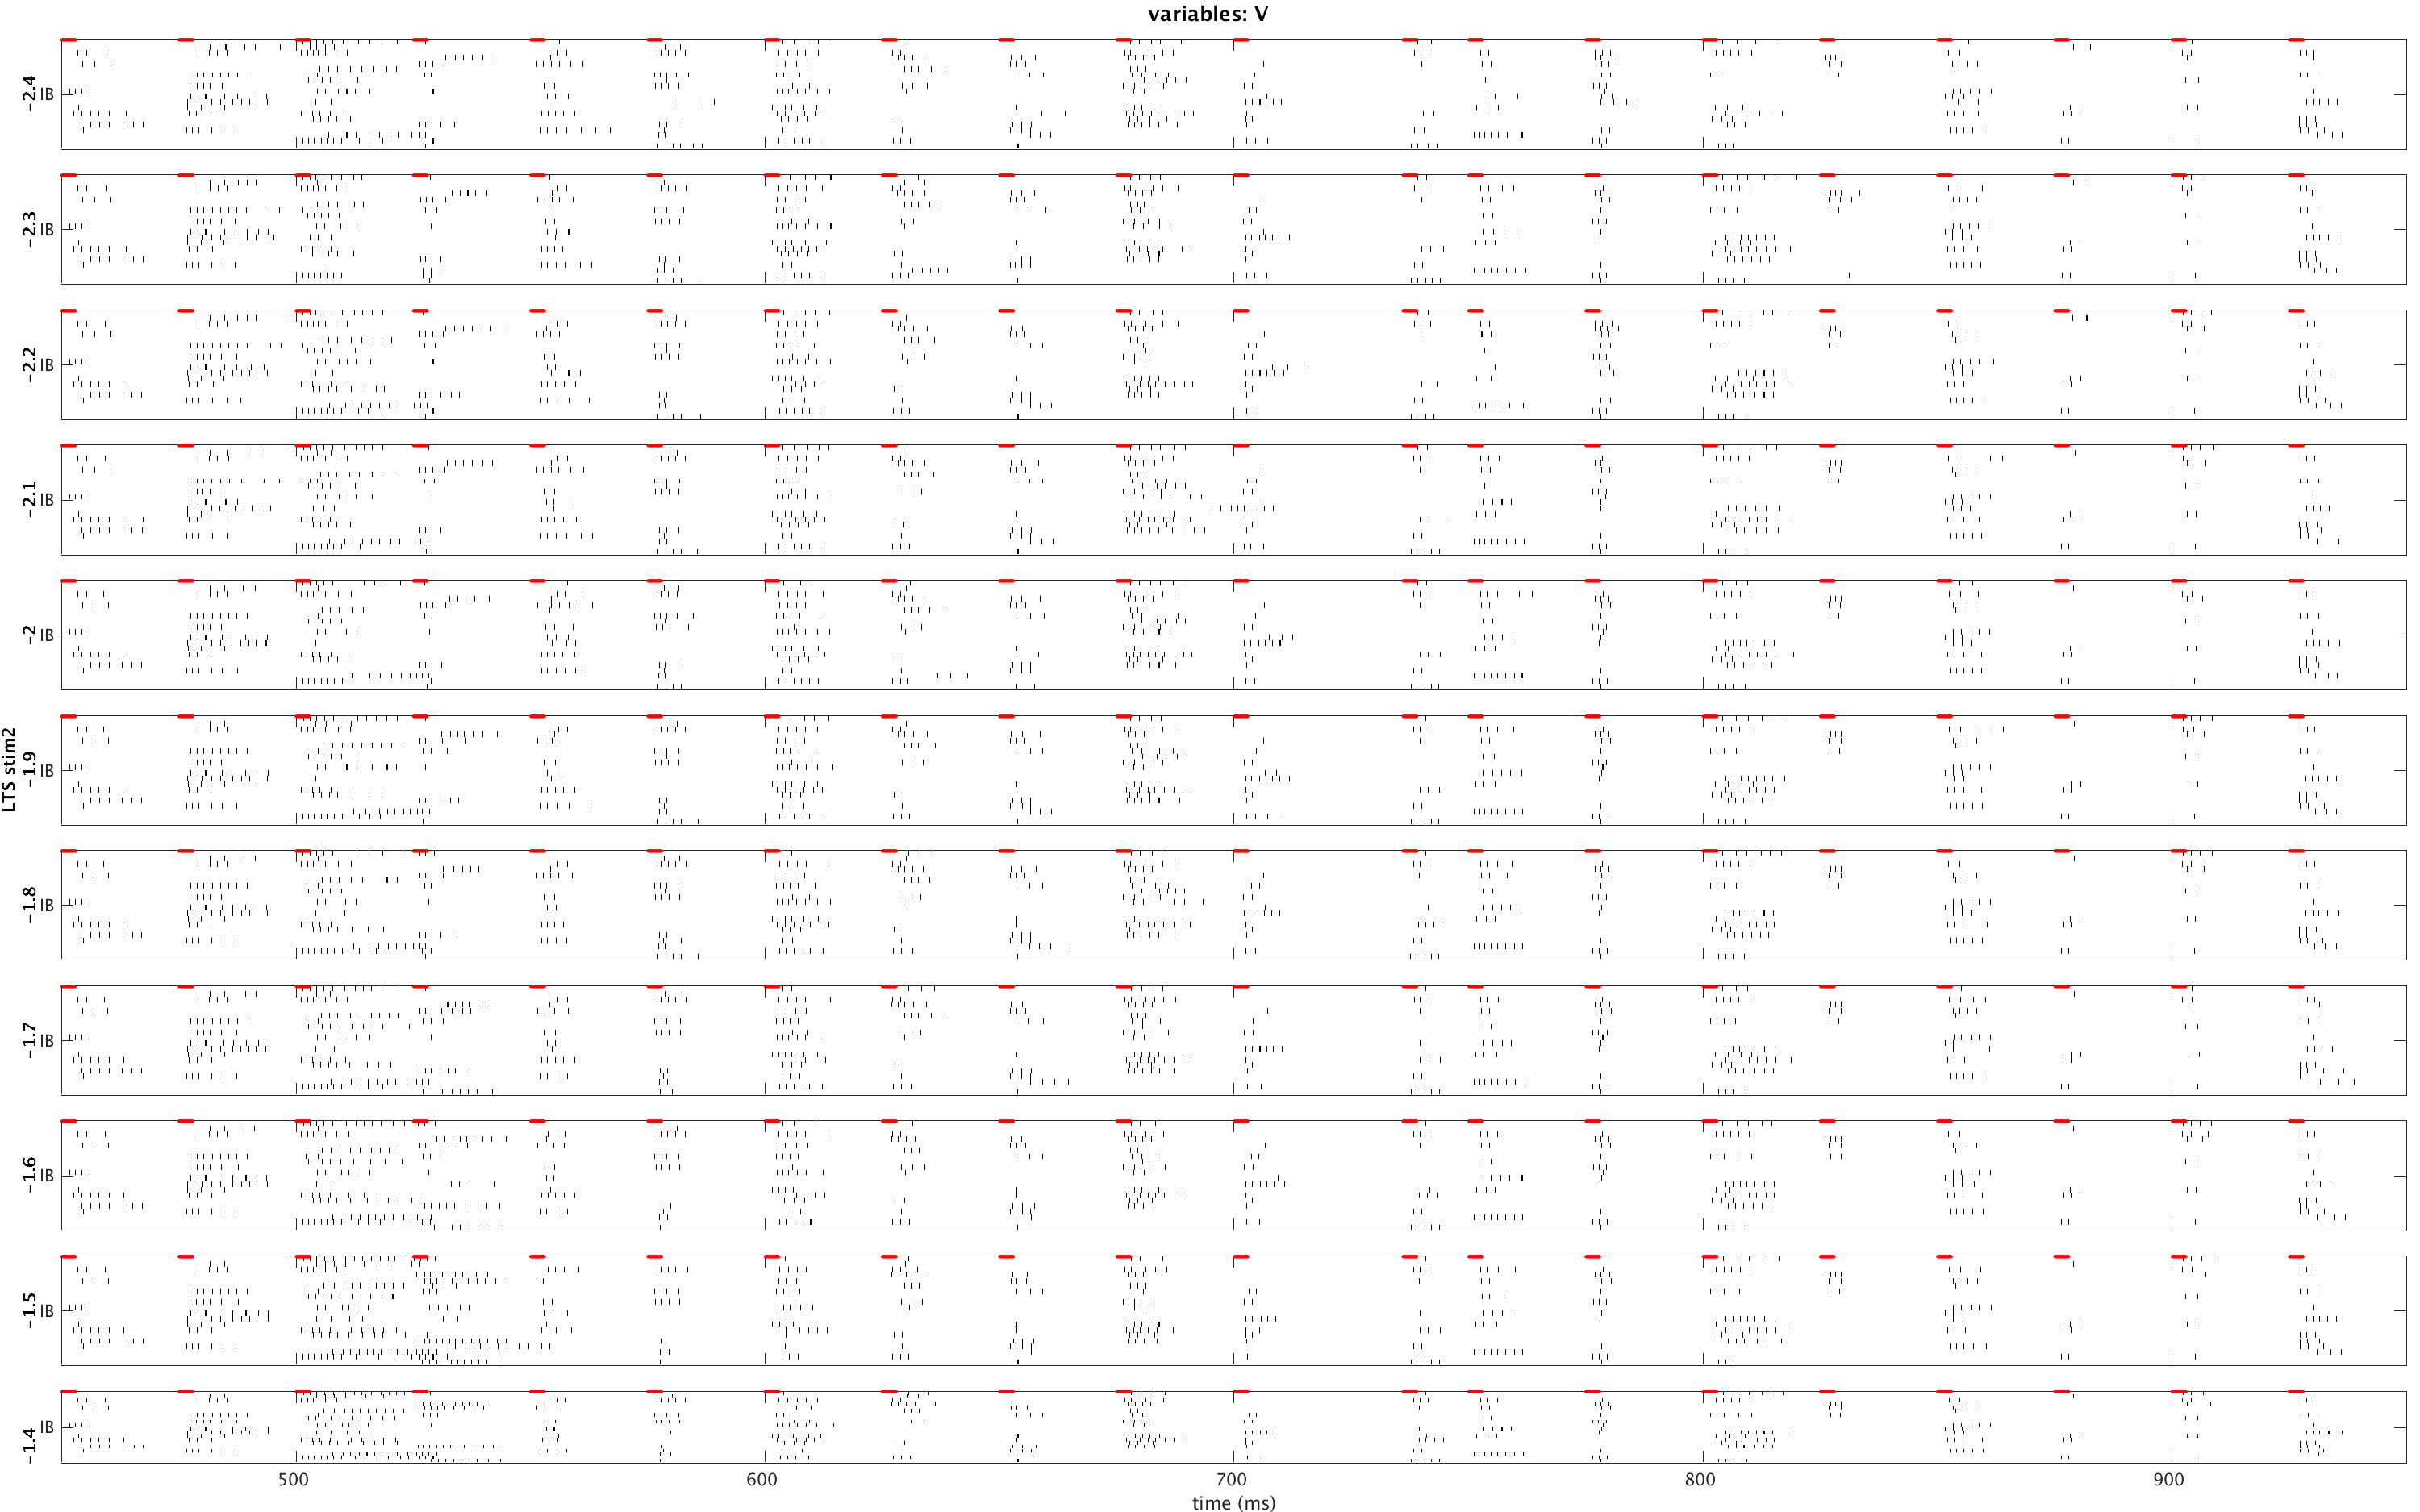 variables: V
LTS stim2
-2.4 IB
-2.3 IB
-2.2 IB
-2.1 IB
-2 IB
-1.9 IB
-1.8 IB
-1.7 IB
-1.6 IB
-1.5 IB
-1.4 IB
500 600 700 800 900
time (ms)